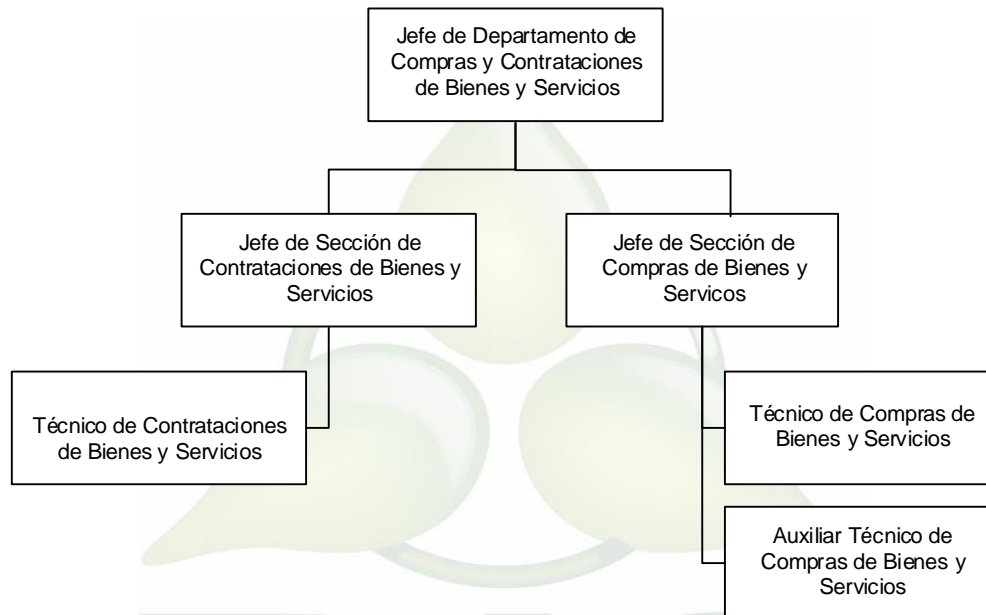 Jefe de Departamento de
Compras y Contrataciones
de Bienes y Servicios
Jefe de Sección de
Contrataciones de Bienes y
Servicios
Jefe de Sección de
Compras de Bienes y
Servicos
Técnico de Contrataciones
de Bienes y Servicios
Técnico de Compras de
Bienes y Servicios
Auxiliar Técnico de
Compras de Bienes y
Servicios